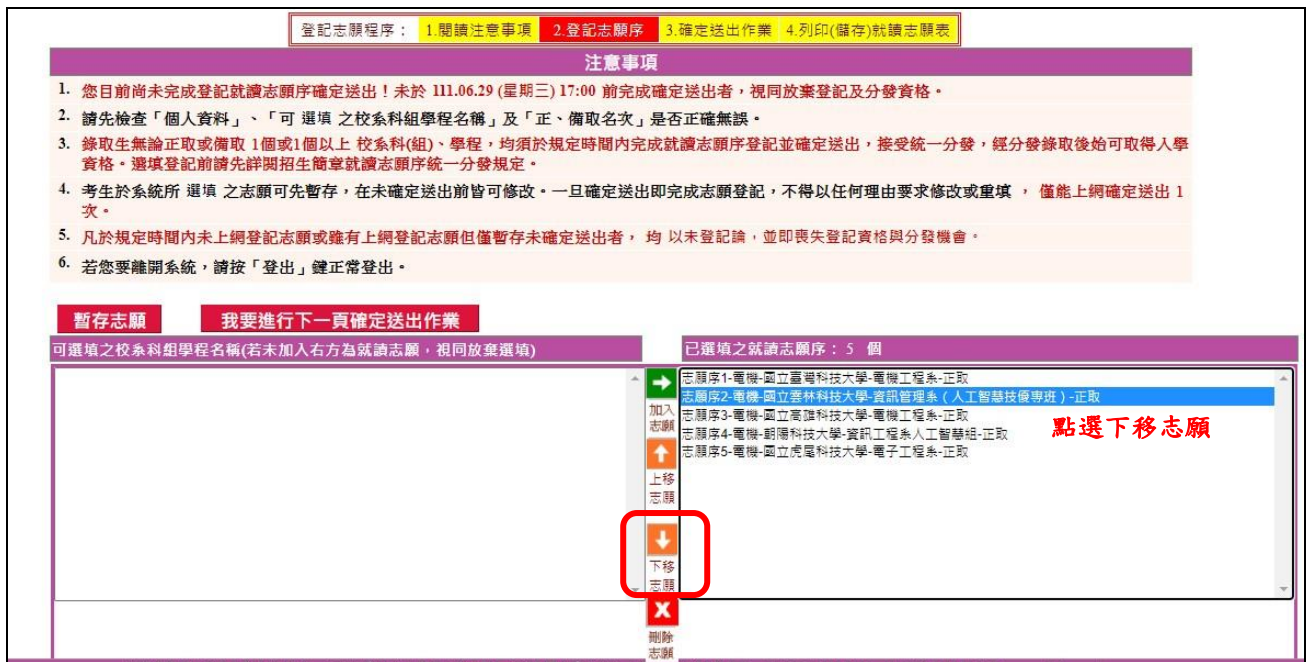 登記志願程序： 1.閱讀注意事項 2.登記志願序 3.確定送出作業 4.列印(儲存)就讀志願表
注意事項
1. 您目前尚未完成登記就讀志願序確定送出！未於 111.06.29 (星期三) 17:00 前完成確定送出者，視同放棄登記及分發資格。
2. 請先檢查「個人資料」、「可 選填 之校系科組學程名稱」及「正、備取名次」是否正確無誤。
3. 錄取生無論正取或備取 1個或1個以上 校系科(組)、學程，均須於規定時間內完成就讀志願序登記並確定送出，接受統一分發，經分發錄取後始可取得入學
資格。選填登記前請先詳閱招生簡章就讀志願序統一分發規定。
4. 考生於系統所 選填 之志願可先暫存，在未確定送出前皆可修改。一旦確定送出即完成志願登記，不得以任何理由要求修改或重填 ， 僅能上網確定送出 1
次。
5. 凡於規定時間內未上網登記志願或雖有上網登記志願但僅暫存未確定送出者， 均 以未登記論，並即喪失登記資格與分發機會。
6. 若您要離開系統，請按「登出」鍵正常登出。
暫存志願 我要進行下一頁確定送出作業
可選填之校系科組學程名稱(若未加入右方為就讀志願，視同放棄選填)
已選填之就讀志願序： 5 個
加入
志願
上移
志願
下移
志願
X
刪除
志願
志願序1-電機-國立臺灣科技大學-電機工程系-正取
志願序2-電機-國立雲林科技大學-資訊管理系（人工智慧技優專班）-正取
志願序3-電機-國立高雄科技大學-電機工程系-正取
志願序4-電機-朝陽科技大學-資訊工程系人工智慧組-正取
志願序5-電機-國立虎尾科技大學-電子工程系-正取
點選下移志願